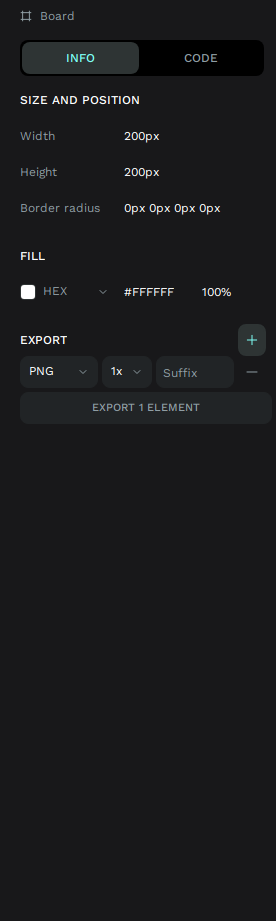 Board
INFO CODE
SIZE AND POSITION
Width 200px
Height 200px
Border radius 0px 0px 0px 0px
FILL
HEX #FFFFFF 100%
EXPORT
PNG 1x Suffix
EXPORT 1 ELEMENT